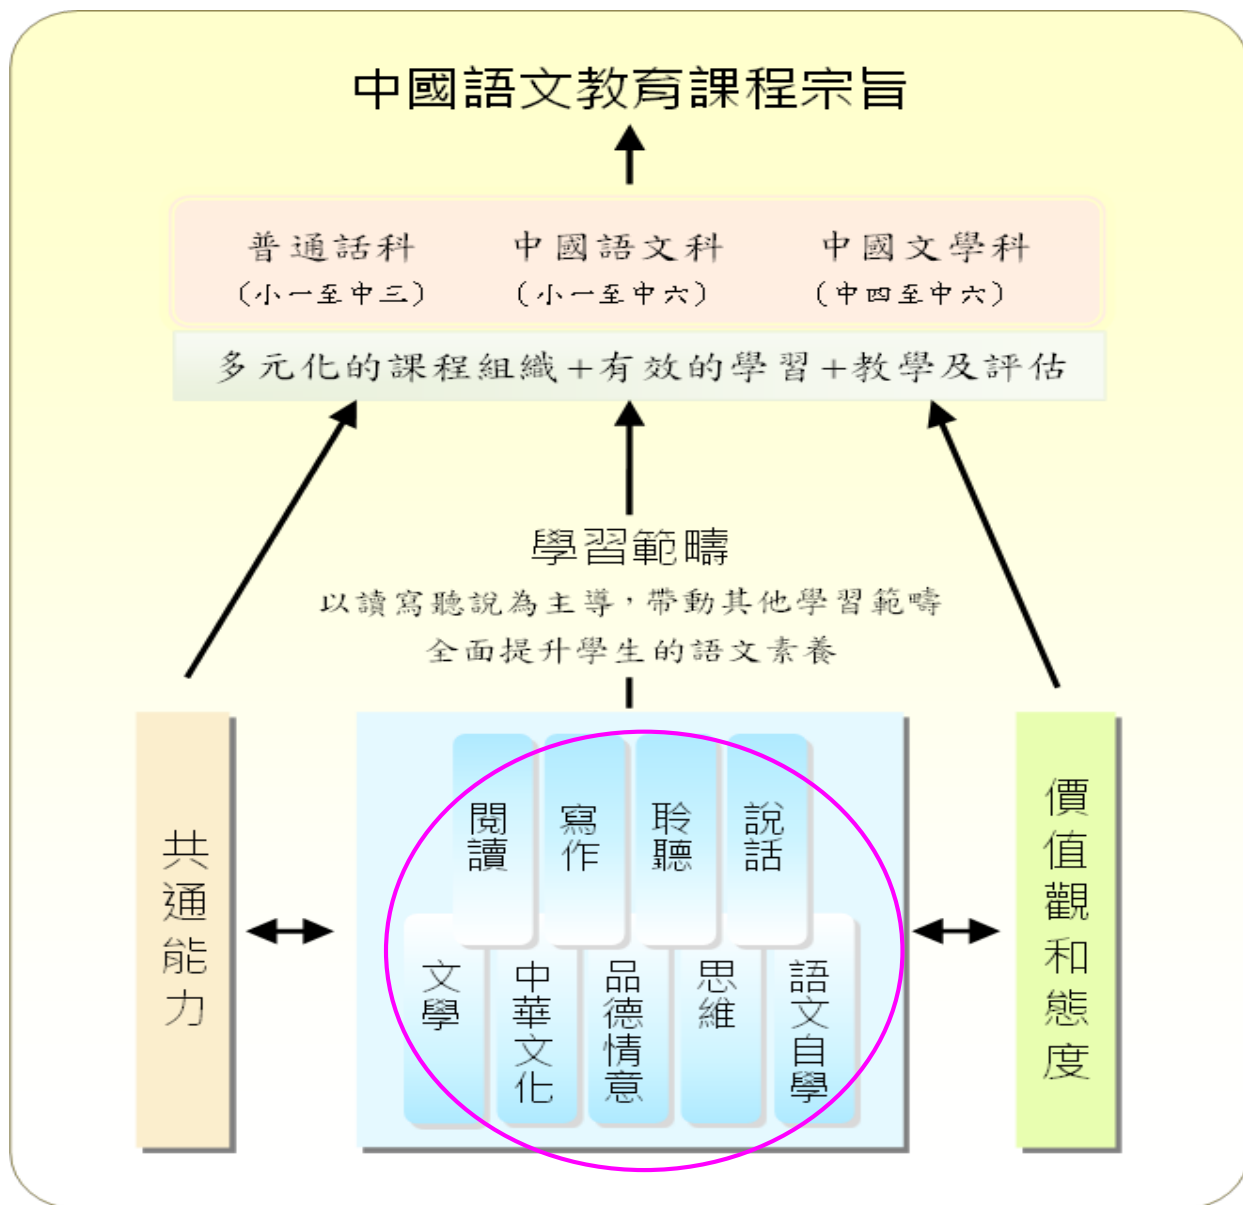 中國語文教育課程宗旨
普通話科 中國語文科 中國文學科
(小一至中三) (小一至中六) (中四至中六)
多元化的課程組織+有效的學習+教學及評估
學習範疇
以讀寫聽說為主導，帶動其他學習範疇
全面提升學生的語文素養
共通能力
閱讀
寫作
聆聽
說話
文學
中華文化
品德情意
思維
語文自學
價值觀和態度